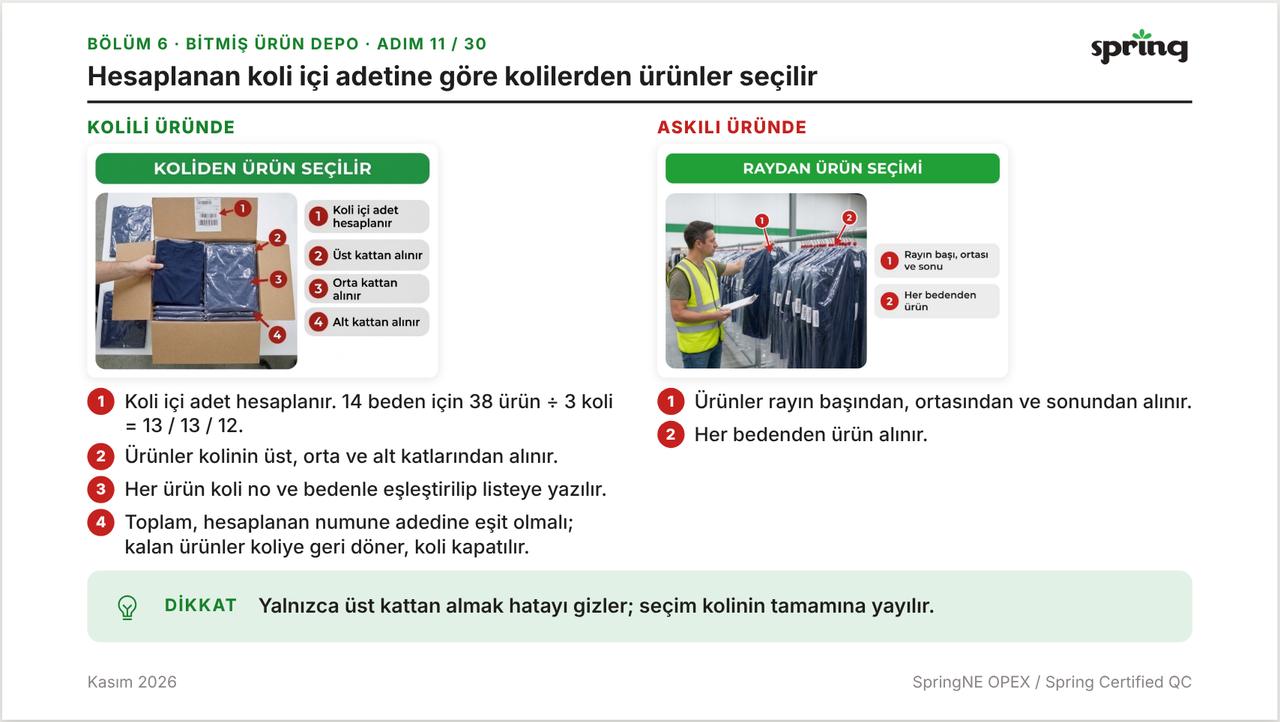 BÖLÜM 6 · BİTMİŞ ÜRÜN DEPO · ADIM 11 / 30
spring
Hesaplanan koli içi adetine göre kolilerden ürünler seçilir
KOLİLİ ÜRÜNDE
KOLİDEN ÜRÜN SEÇİLİR
1
2
3
4
1 Koli içi adet
hesaplanır
2 Üst kattan alınır
3 Orta kattan
alınır
4 Alt kattan alınır
1 Koli içi adet hesaplanır. 14 beden için 38 ürün ÷ 3 koli
= 13 / 13 / 12.
2 Ürünler kolinin üst, orta ve alt katlarından alınır.
3 Her ürün koli no ve bedenle eşleştirilip listeye yazılır.
4 Toplam, hesaplanan numune adedine eşit olmalı;
kalan ürünler koliye geri döner, koli kapatılır.
ASKILI ÜRÜNDE
RAYDAN ÜRÜN SEÇİMİ
1
2
1 Rayın başı, ortası
ve sonu
2 Her bedenden
ürün
1 Ürünler rayın başından, ortasından ve sonundan alınır.
2 Her bedenden ürün alınır.
DİKKAT Yalnızca üst kattan almak hatayı gizler; seçim kolinin tamamına yayılır.
Kasım 2026
SpringNE OPEX / Spring Certified QC